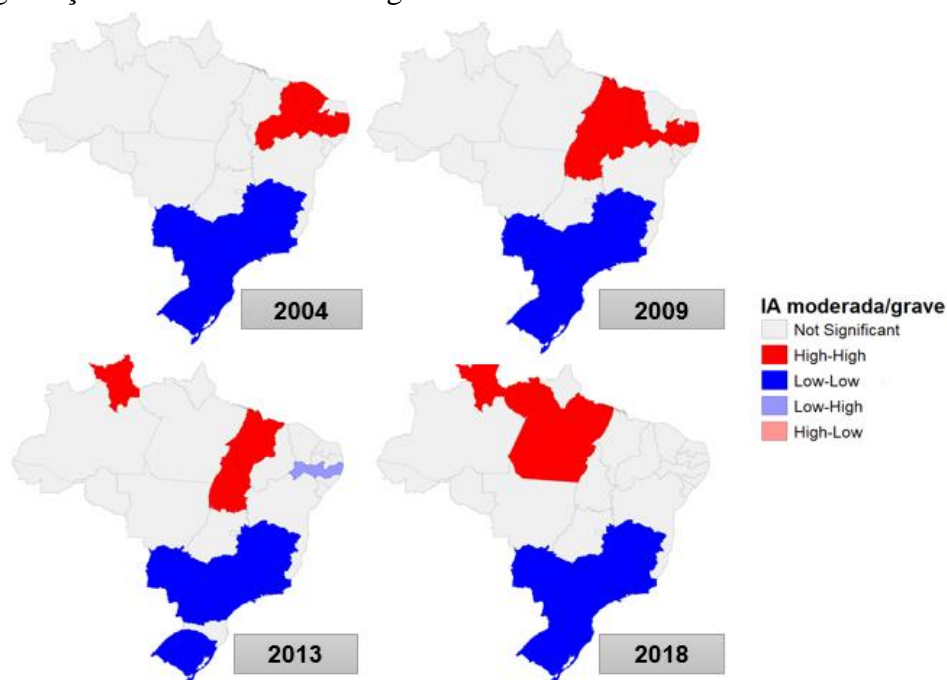 2004
2009
IA moderada/grave
Not Significant
High-High
Low-Low
Low-High
High-Low
2013
2018